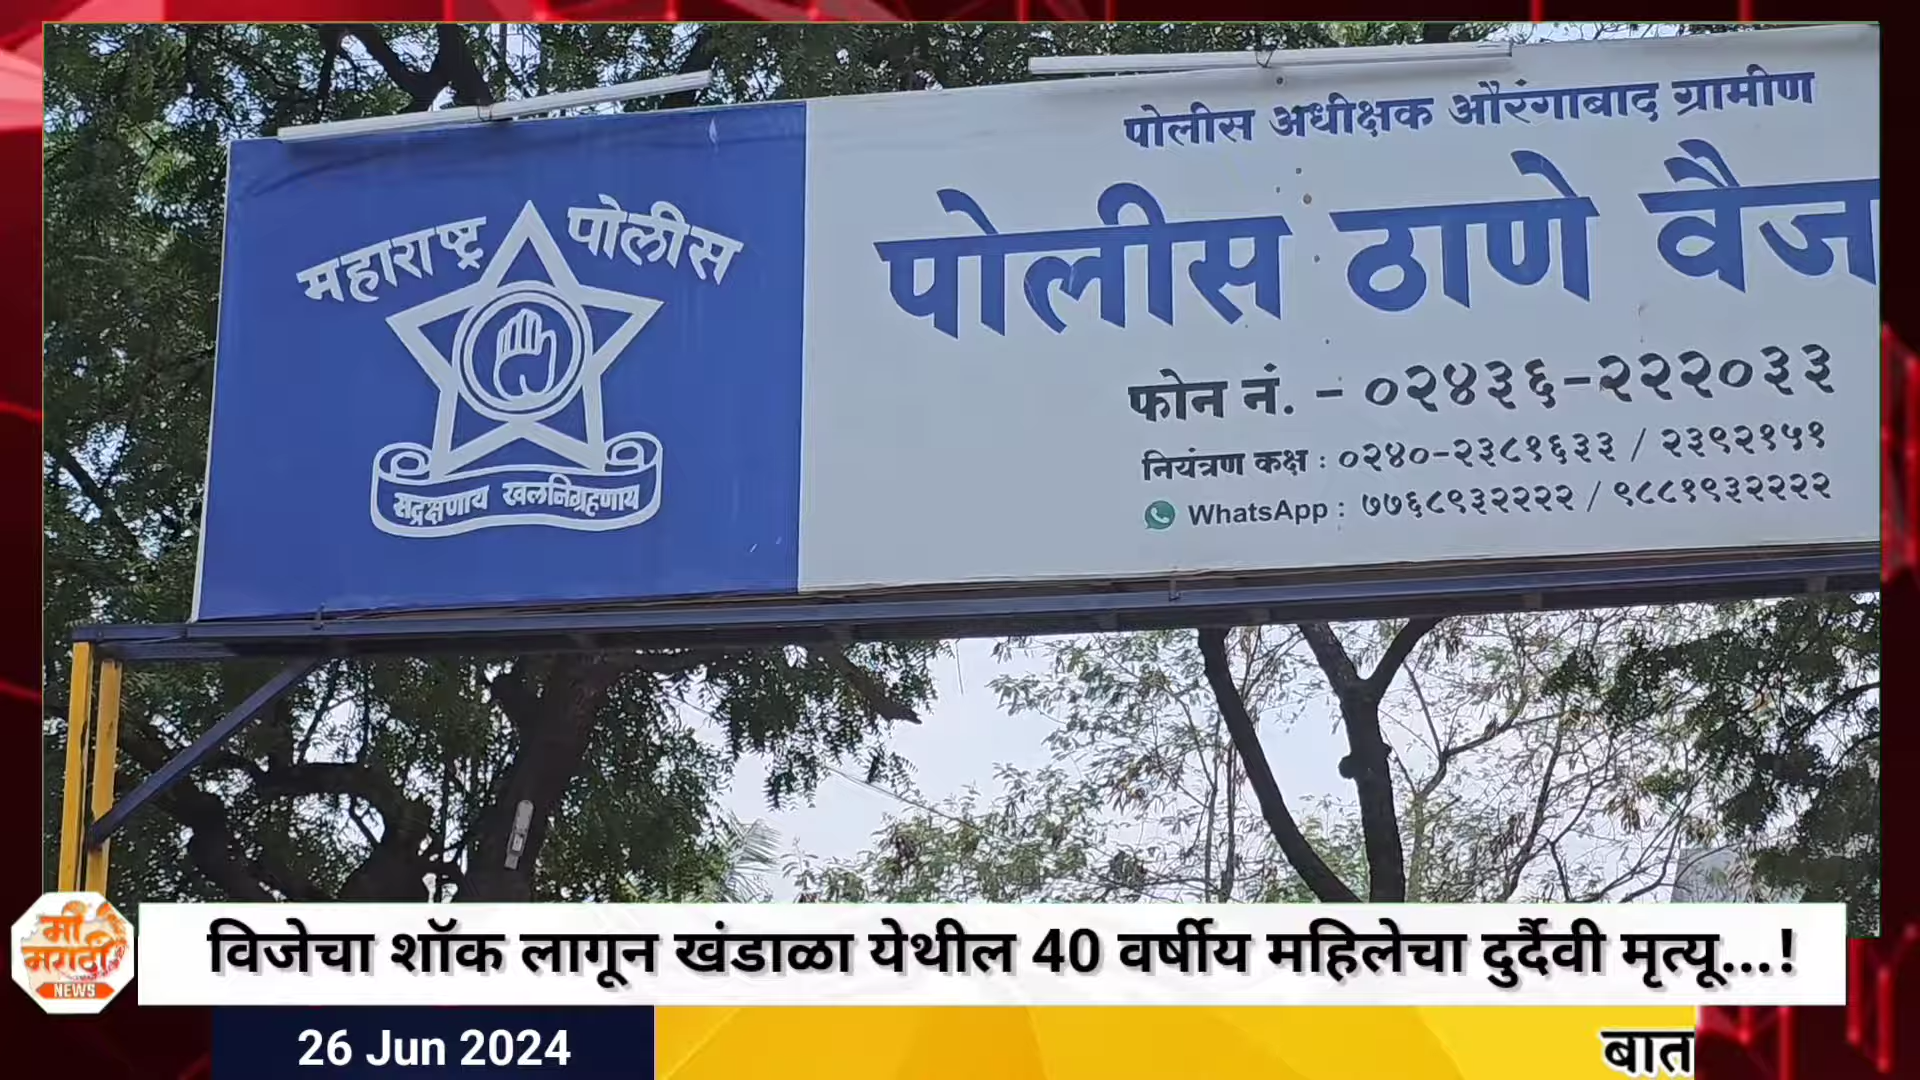 महाराष्ट्र पोलीस
सद्रक्षणाय खलनिग्रहणाय
पोलीस अधीक्षक औरंगाबाद ग्रामीण
पोलीस ठाणे वैज
फोन नं. - ०२४३६-२२२०३३
नियंत्रण कक्ष : ०२४०-२३८१६३३ / २३९२१५१
WhatsApp : ७७६८९३२२२२ / ९८८१९३२२२२
मी
मराठी
NEWS
विजेचा शॉक लागून खंडाळा येथील 40 वर्षीय महिलेचा दुर्दैवी मृत्यू...!
26 Jun 2024
बात